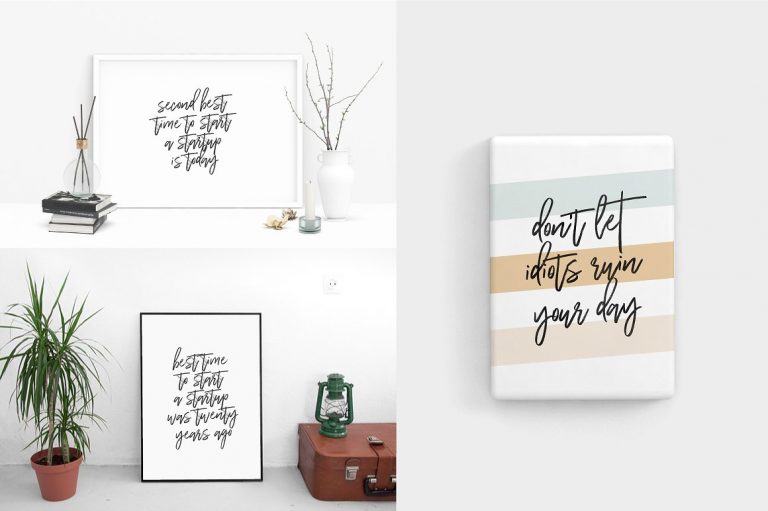 second best
time to start
a startup
is today
best time
to start
a startup
was twenty
years ago
don't let
idiots ruin
your day